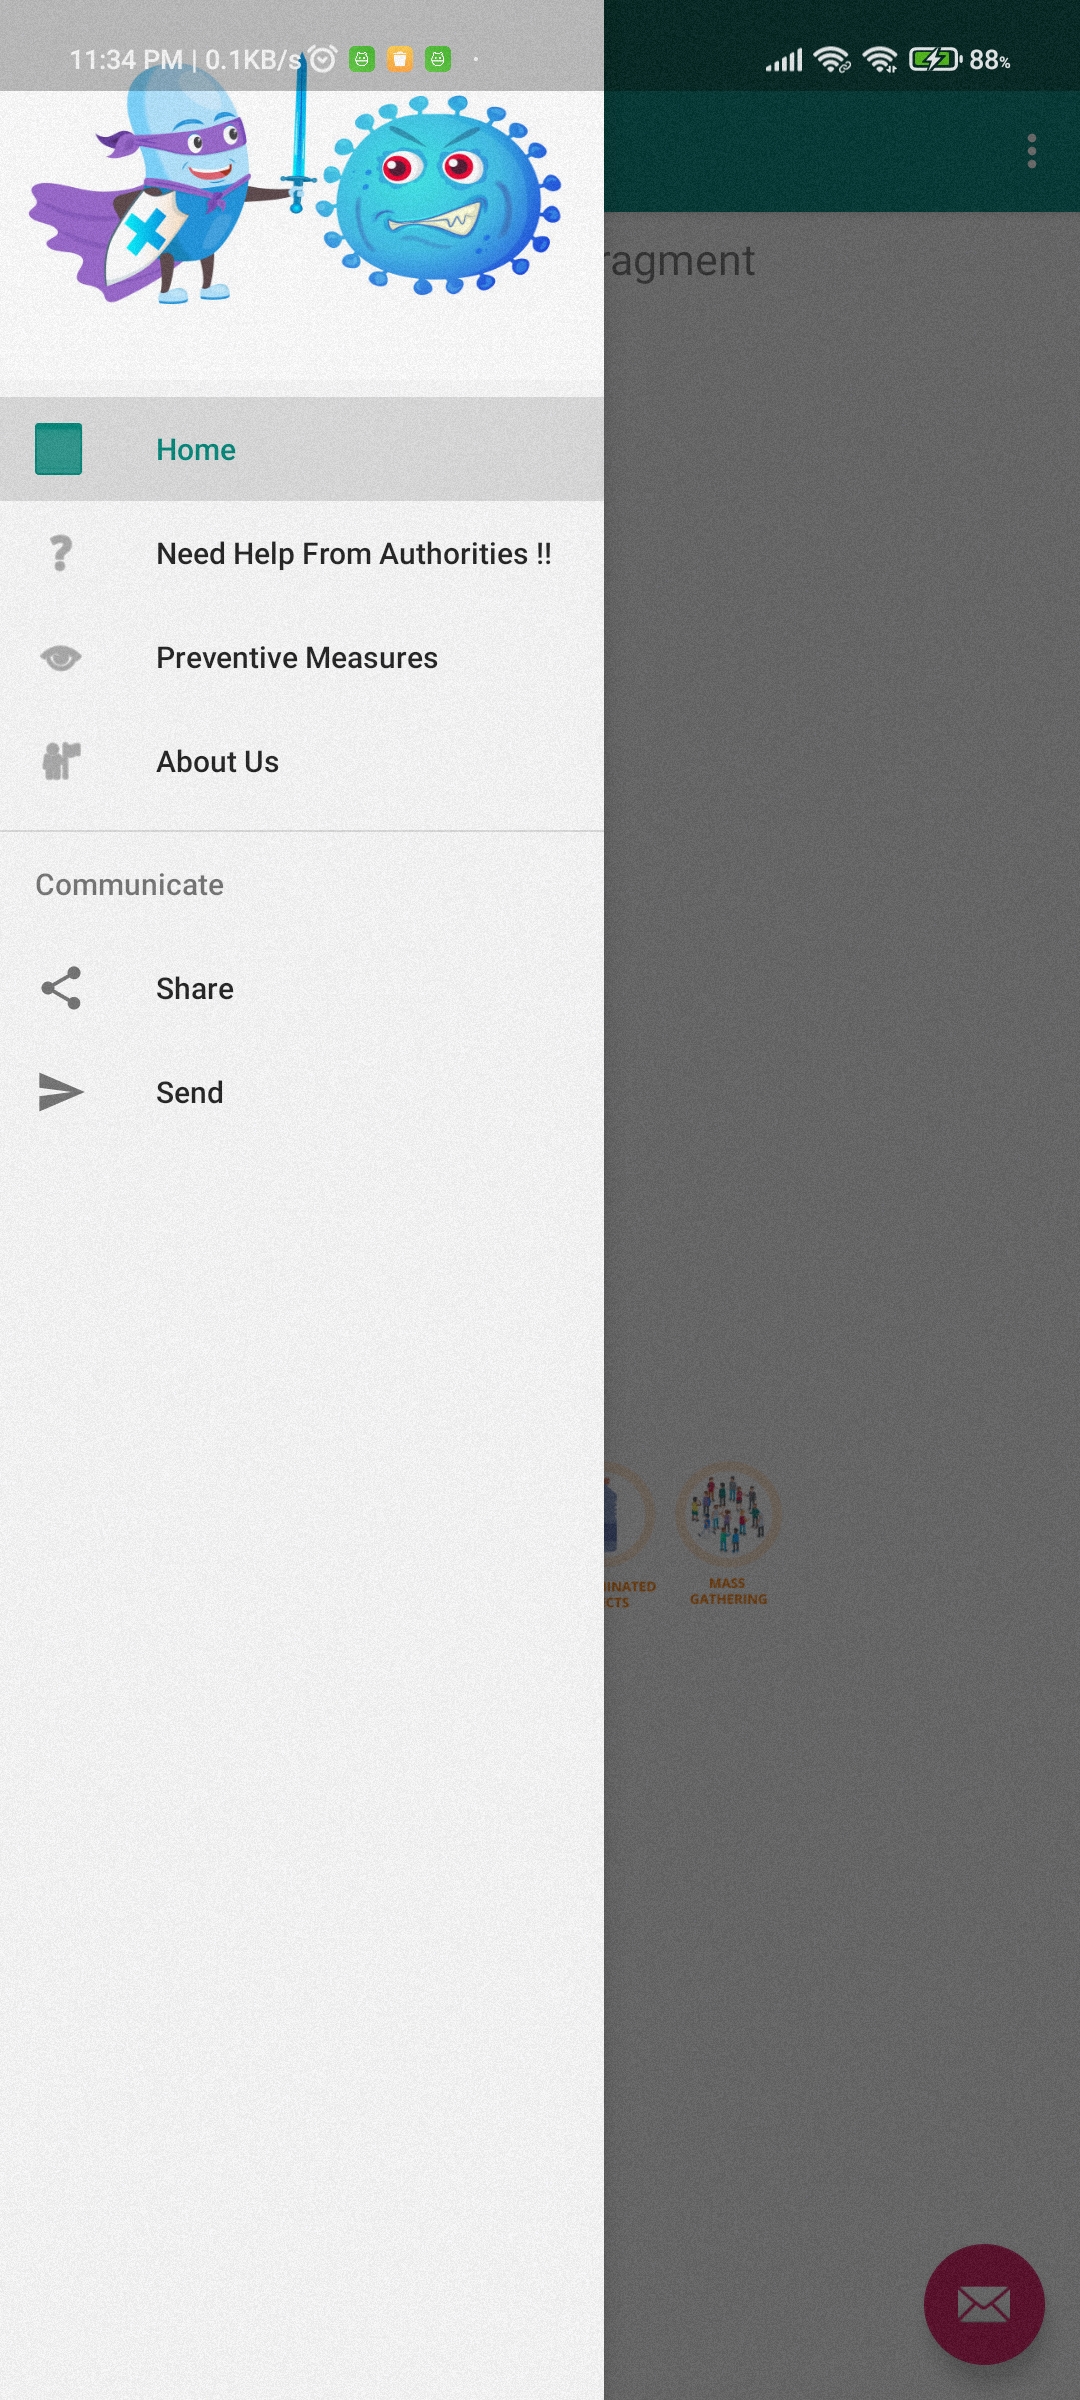 11:34 PM | 0.1KB/s
88%
ragment
Home
Need Help From Authorities !!
Preventive Measures
About Us
Communicate
Share
Send
INATED
CTS
MASS
GATHERING